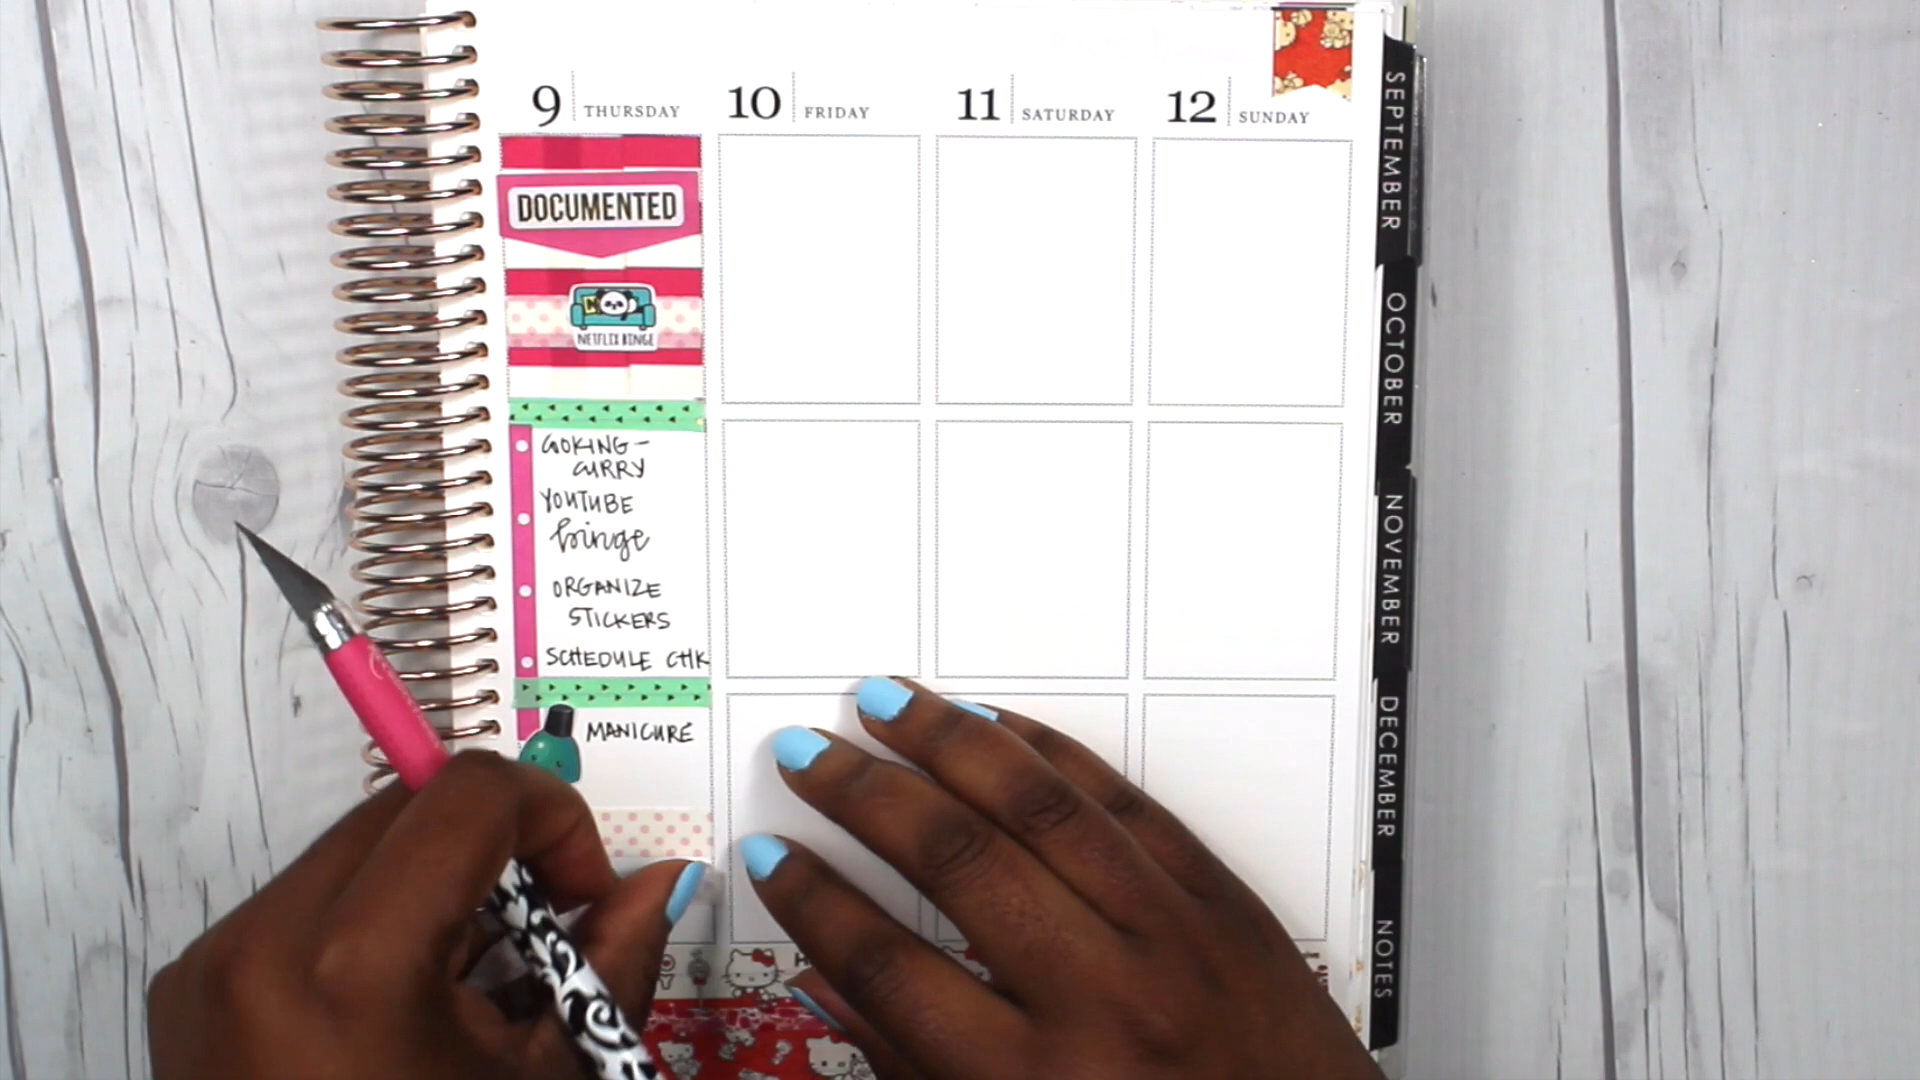 9 THURSDAY
10 FRIDAY
11 SATURDAY
12 SUNDAY
DOCUMENTED
NETFLIX BINGE
COOKING -
CURRY
YOUTUBE
binge
ORGANIZE
STICKERS
SCHEDULE CHK
MANICURE
SEPTEMBER
OCTOBER
NOVEMBER
DECEMBER
NOTES